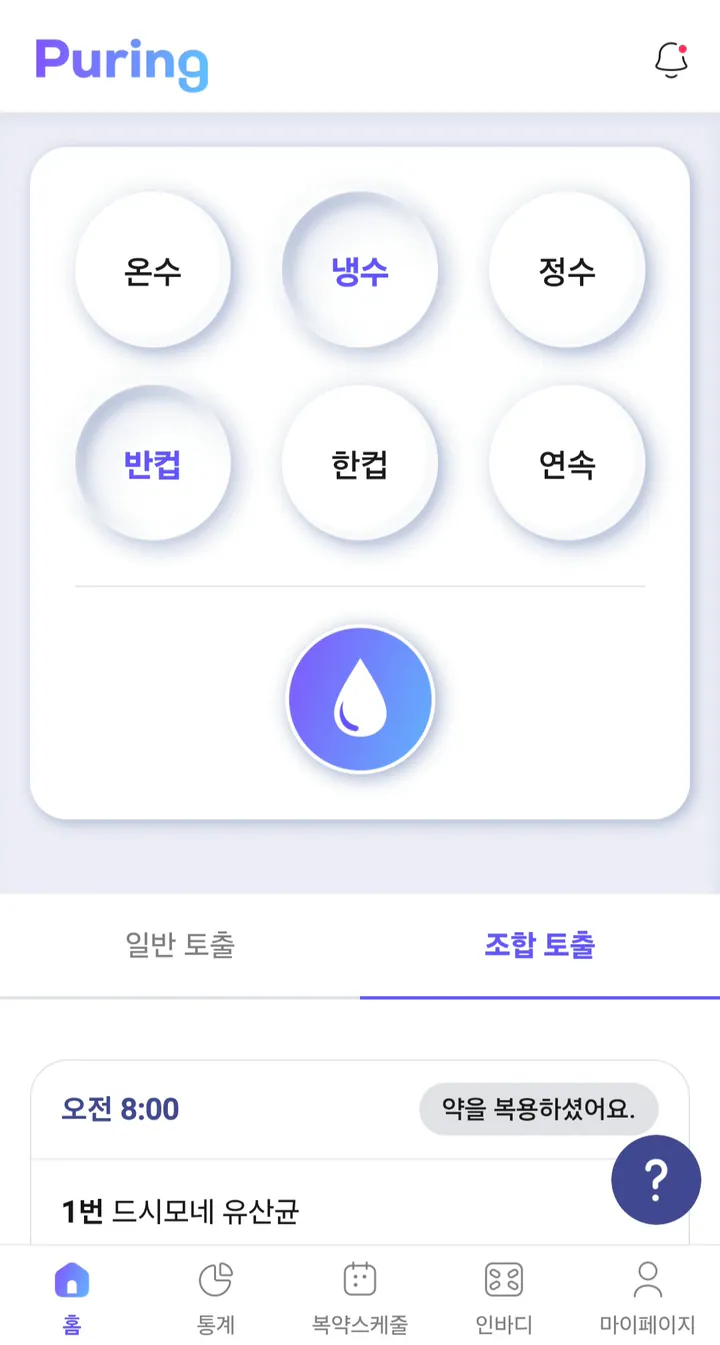 Puring
온수 냉수 정수
반컵 한컵 연속
일반 토출 조합 토출
오전 8:00 약을 복용하셨어요.
?
1번 드시모네 유산균
홈 통계 복약스케줄 인바디 마이페이지